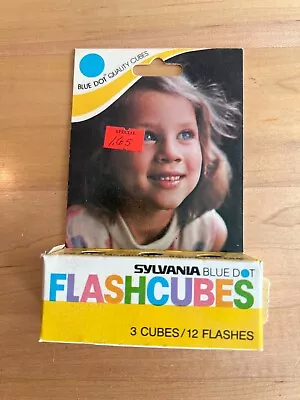 BLUE DOT QUALITY CUBES
SPECIAL
1.65
SYLVANIA BLUE DOT
FLASHCUBES
3 CUBES/12 FLASHES